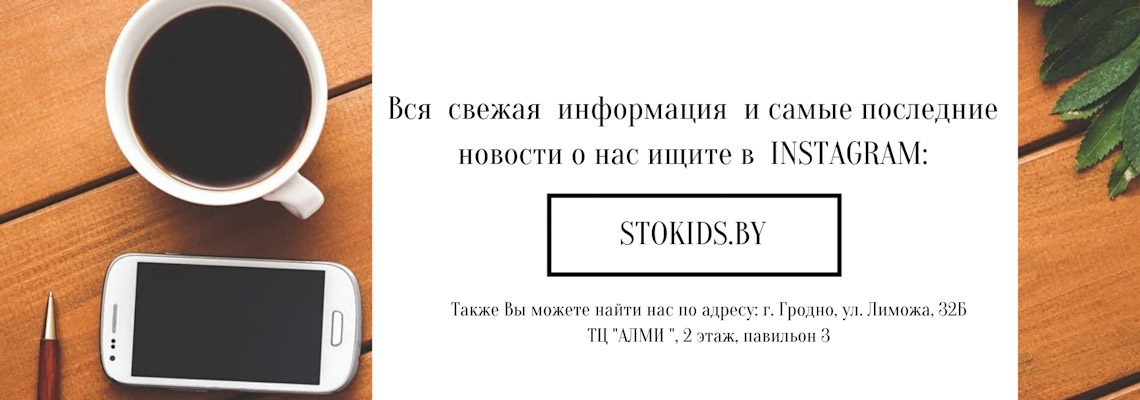 Вся свежая информация и самые последние
новости о нас ищите в INSTAGRAM:
STOKIDS.BY
Также Вы можете найти нас по адресу: г. Гродно, ул. Лиможа, 32Б
ТЦ "АЛМИ ", 2 этаж, павильон 3